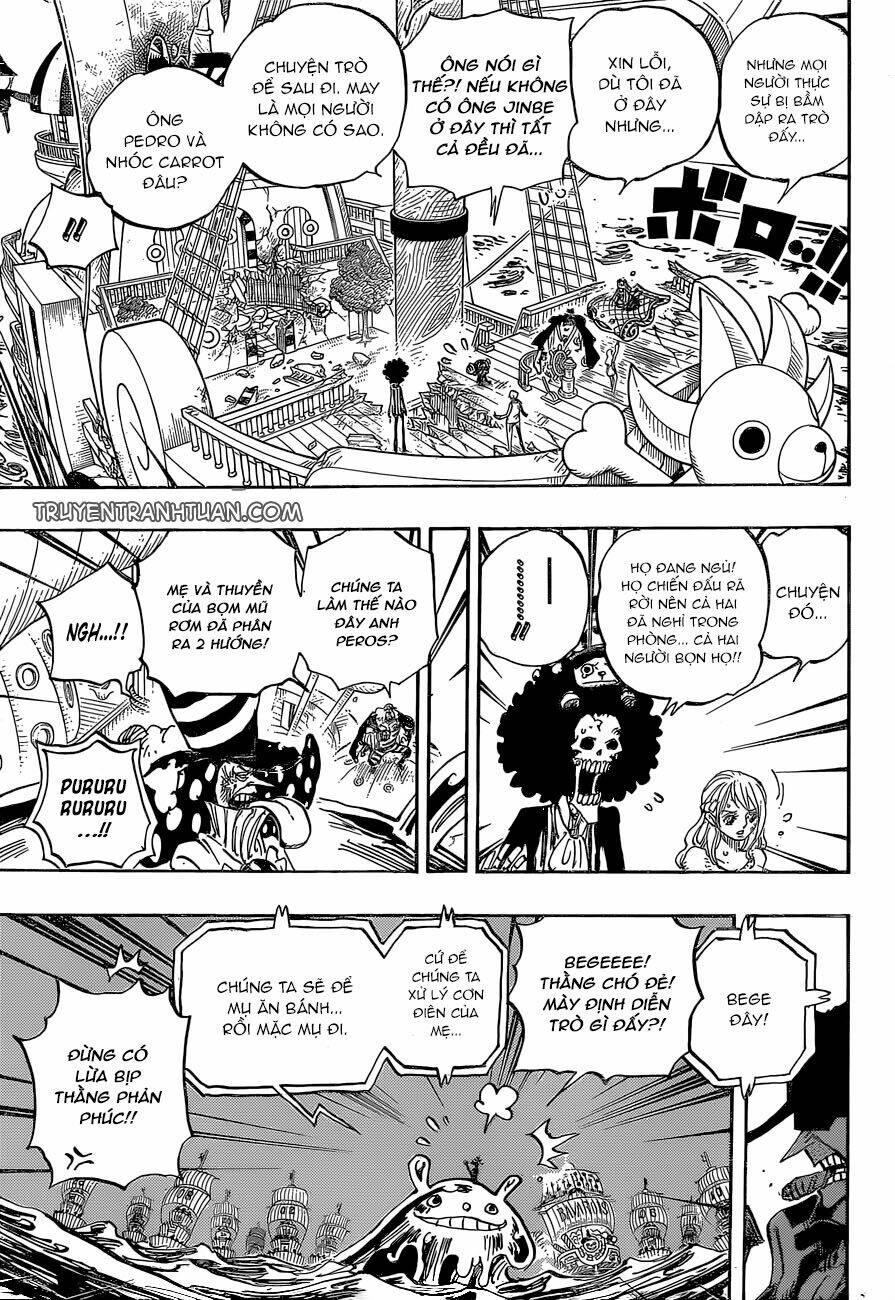 NHƯNG MỌI
NGƯỜI THỰC
SỰ BỊ BẦM
DẬP RA TRÒ
ĐẤY...
XIN LỖI,
DÙ TÔI ĐÃ
Ở ĐÂY
NHƯNG...
ÔNG NÓI GÌ
THẾ?! NẾU KHÔNG
CÓ ÔNG JINBE
Ở ĐÂY THÌ TẤT
CẢ ĐỀU ĐÃ...
CHUYỆN TRÒ
ĐỂ SAU ĐI. MAY
LÀ MỌI NGƯỜI
KHÔNG CÓ SAO.
ÔNG
PEDRO VÀ
NHÓC CARROT
ĐÂU?
!!
ボロ...!!
TRUYENTRANHTUAN.COM
CHUYỆN
ĐÓ...
HỌ ĐANG NGỦ!
HỌ CHIẾN ĐẤU RÃ
RỜI NÊN CẢ HAI
ĐÃ NGHỈ TRONG
PHÒNG... CẢ HAI
NGƯỜI BỌN HỌ!!
CHÚNG TA
LÀM THẾ NÀO
ĐÂY ANH
PEROS?
MẸ VÀ THUYỀN
CỦA BỌM MŨ
RƠM ĐÃ PHÂN
RA 2 HƯỚNG!
NGH...!!
PURURU
RURURU
...!!
BEGE
ĐÂY!
BEGEEEE!
THẰNG CHÓ ĐẺ!
MÀY ĐỊNH DIỄN
TRÒ GÌ ĐẤY?!
CỨ ĐỂ
CHÚNG TA
XỬ LÝ CƠN
ĐIÊN CỦA
MẸ...
CHÚNG TA SẼ ĐỂ
MỤ ĂN BÁNH...
RỒI MẶC MỤ ĐI.
ĐỪNG CÓ
LỪA BỊP
THẰNG PHẢN
PHÚC!!